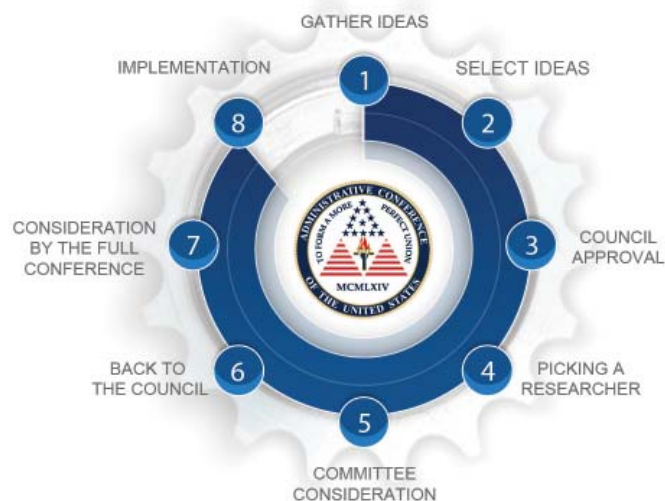 GATHER IDEAS
1
SELECT IDEAS
2
COUNCIL
APPROVAL
3
PICKING A
RESEARCHER
4
COMMITTEE
CONSIDERATION
5
BACK TO
THE COUNCIL
6
CONSIDERATION
BY THE FULL
CONFERENCE
7
IMPLEMENTATION
8
ADMINISTRATIVE CONFERENCE
OF THE UNITED STATES
TO FORM A MORE
PERFECT UNION
MCMLXIV